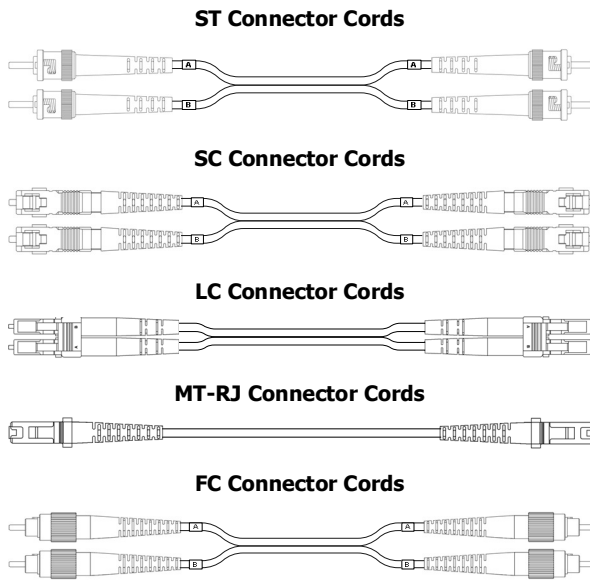 ST Connector Cords
A A
B B
SC Connector Cords
A A
B B
LC Connector Cords
MT-RJ Connector Cords
FC Connector Cords
A A
B B